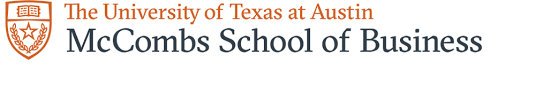 The University of Texas at Austin
McCombs School of Business